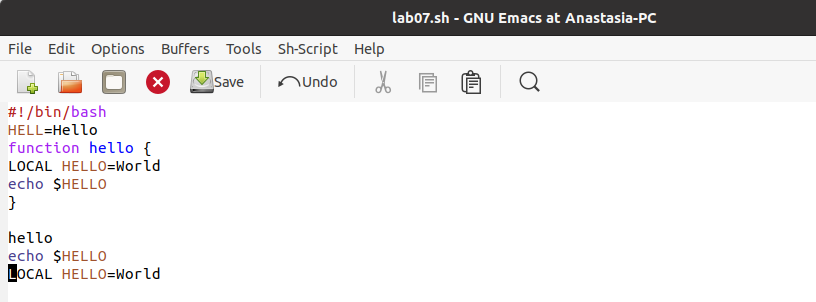 lab07.sh - GNU Emacs at Anastasia-PC
File Edit Options Buffers Tools Sh-Script Help
Save Undo
#!/bin/bash
HELL=Hello
function hello {
LOCAL HELLO=World
echo $HELLO
}
hello
echo $HELLO
LOCAL HELLO=World